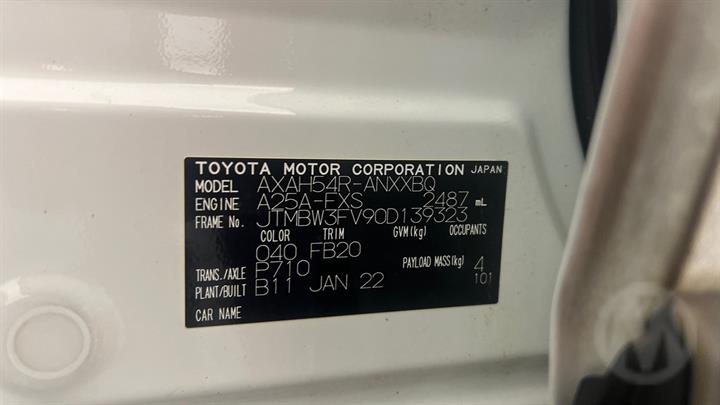 TOYOTA MOTOR CORPORATION JAPAN
MODEL AXAH54R-ANXXBQ
ENGINE A25A-FXS 2487 mL
FRAME No. JTMBW3FV90D139323
COLOR TRIM GVM(kg) OCCUPANTS
040 FB20
TRANS./AXLE P710 PAYLOAD MASS(kg) 4
PLANT/BUILT B11 JAN 22 101
CAR NAME
M